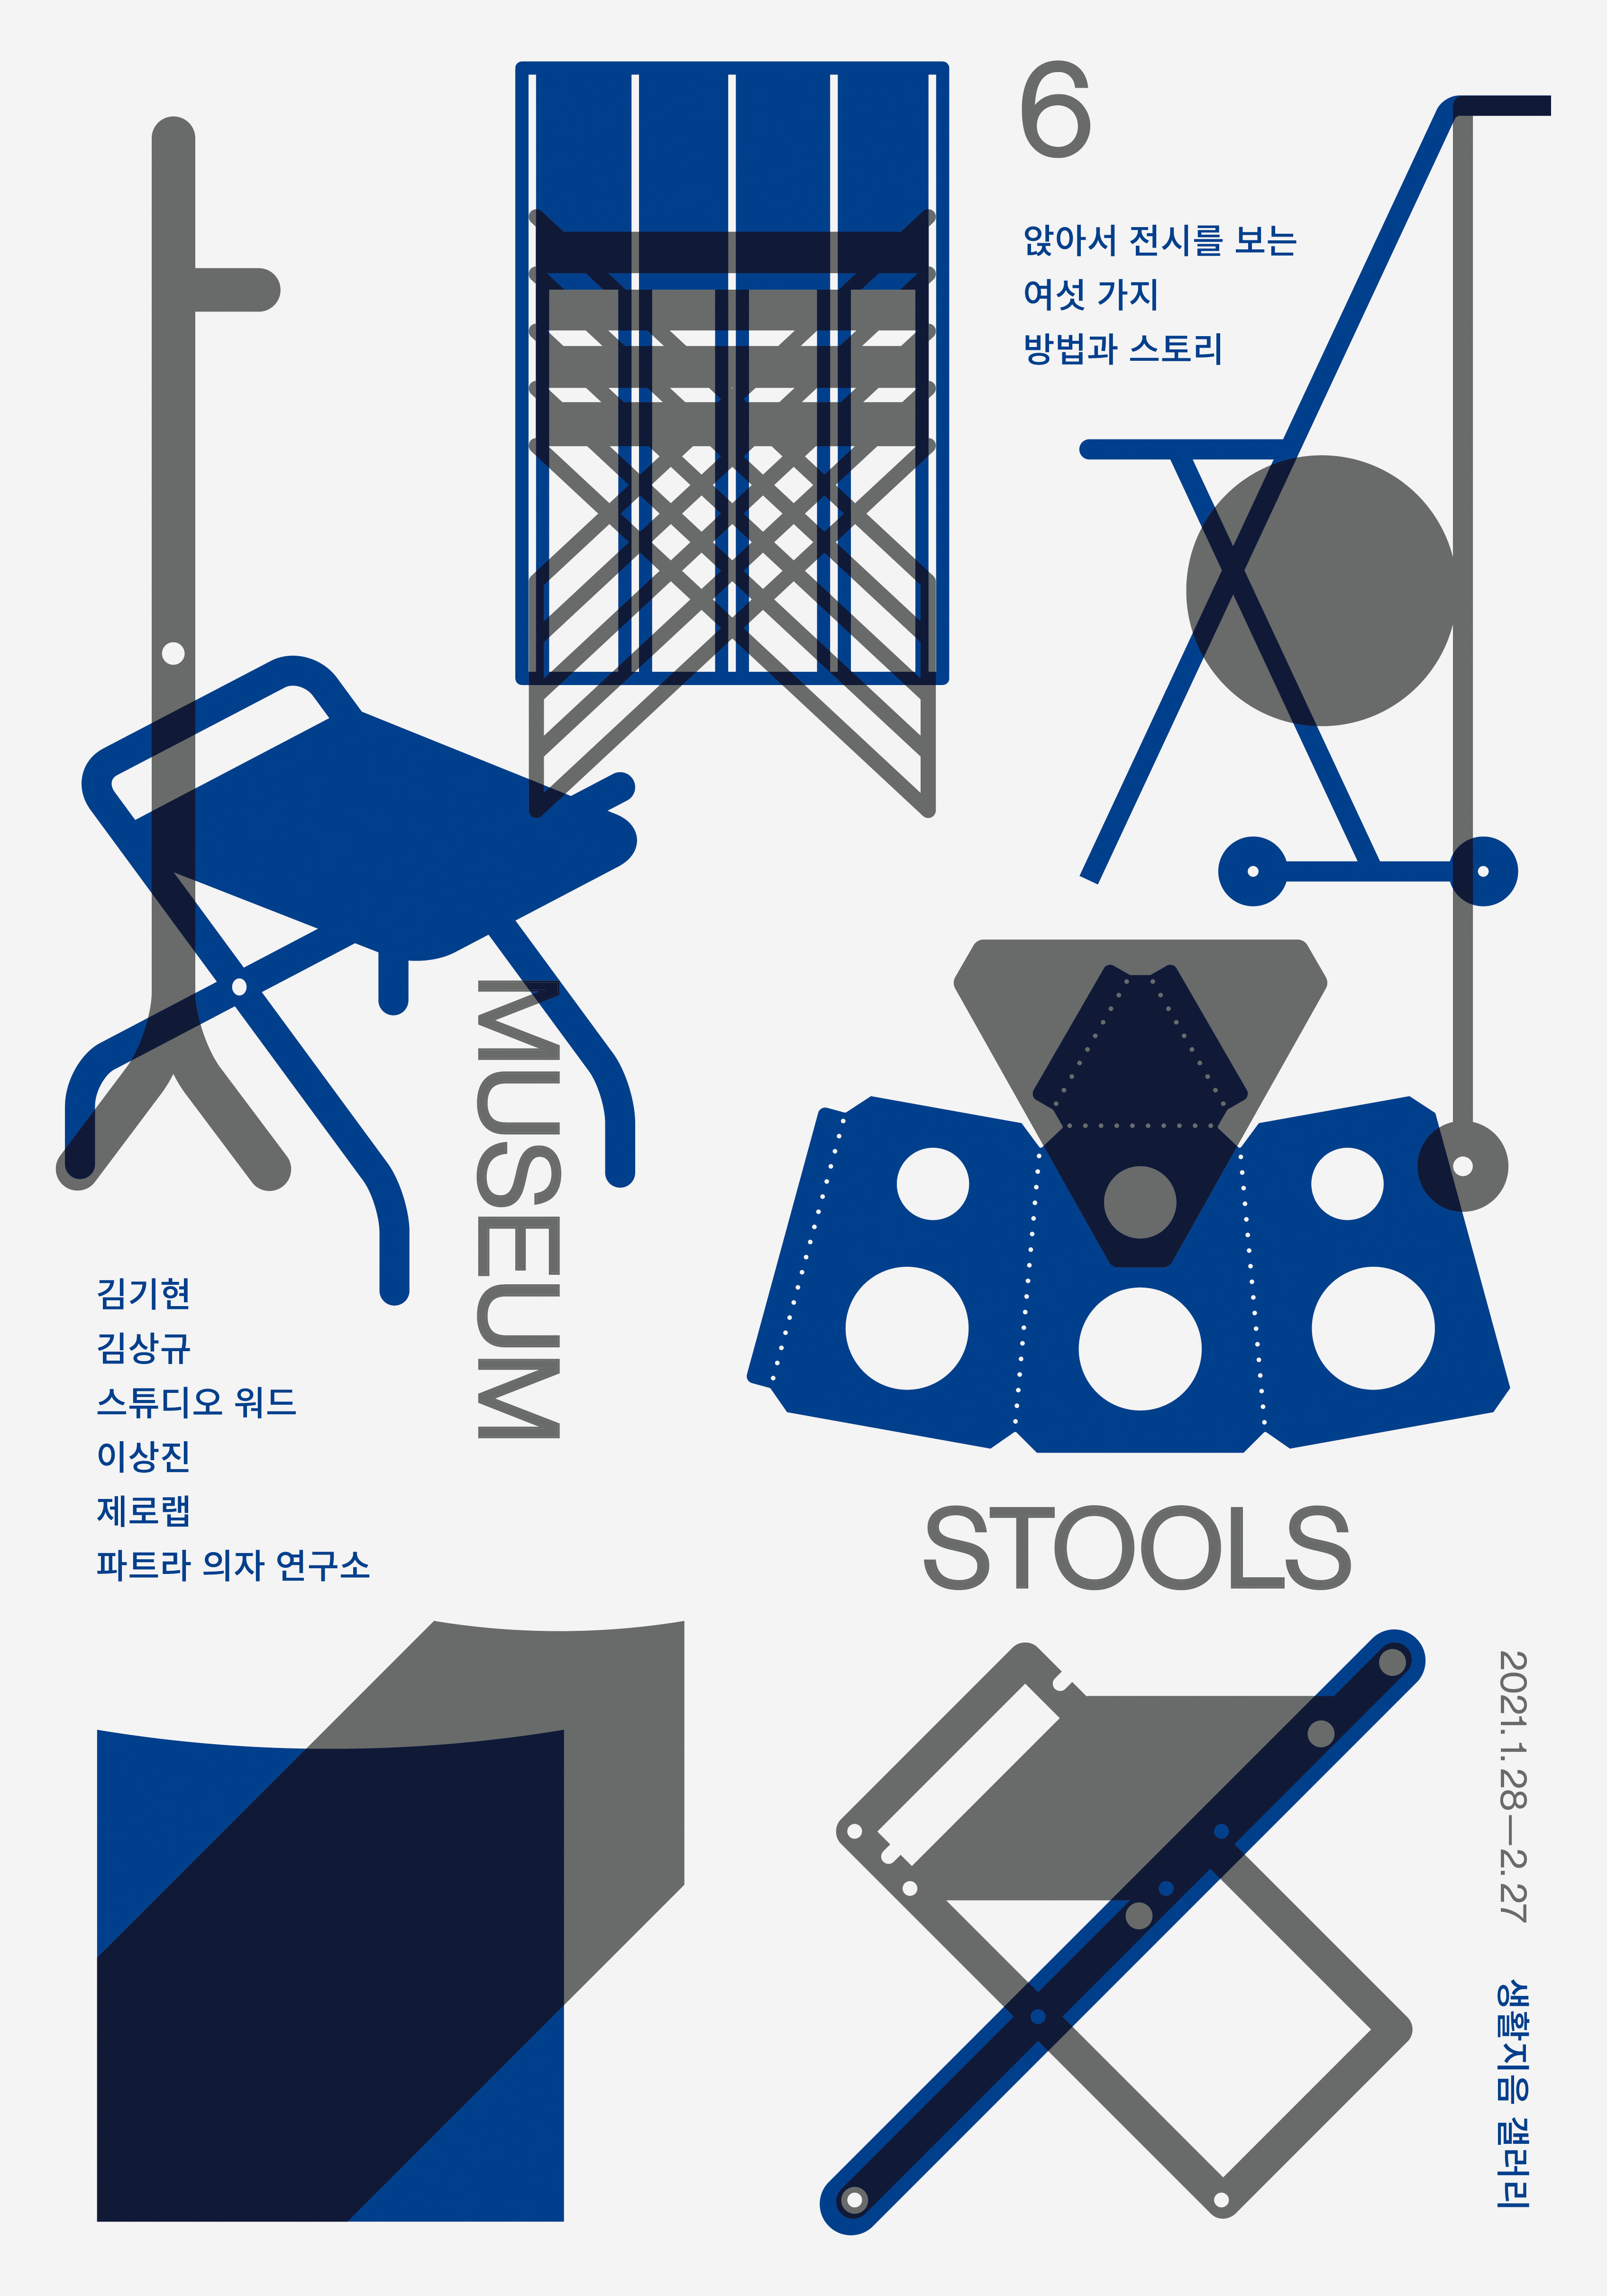 6
앉아서 전시를 보는
여섯 가지
방법과 스토리
MUSEUM
김기현
김상규
스튜디오 워드
이상진
제로랩
파트라 의자 연구소
STOOLS
2021.1.28—2.27
생활지음 갤러리